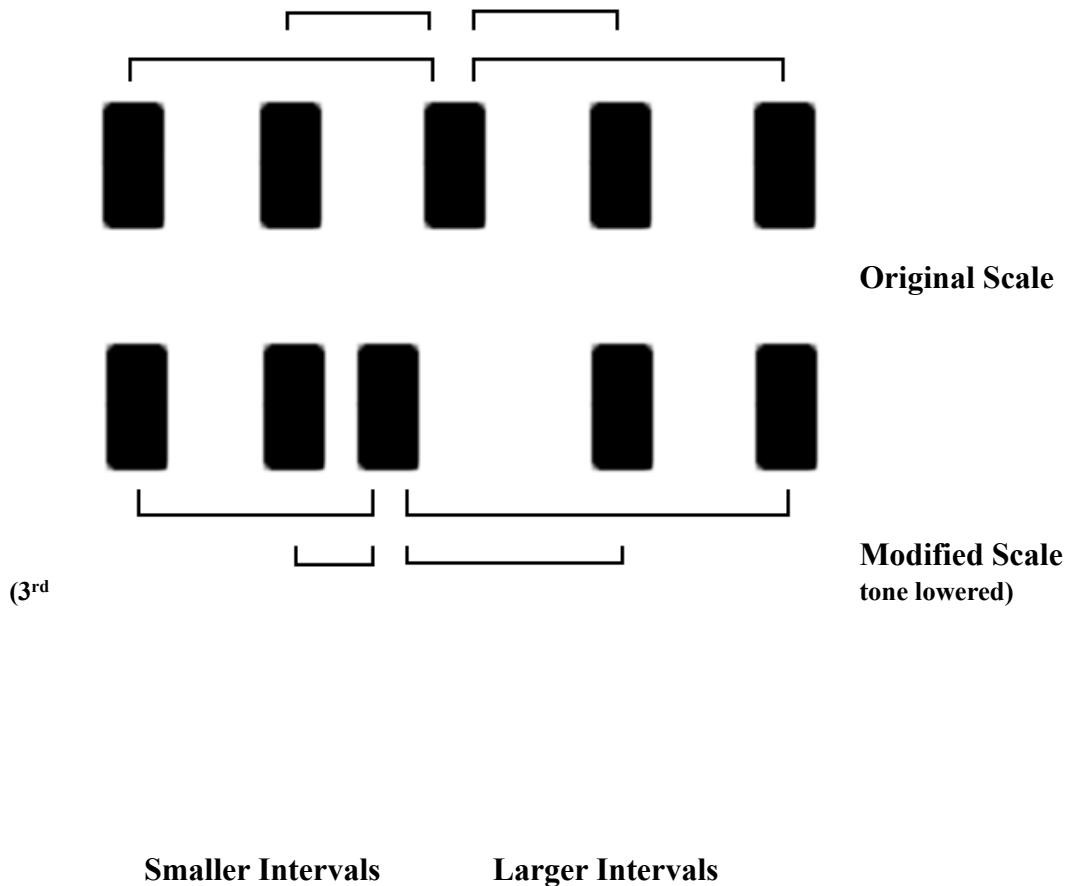 Original Scale
Modified Scale
(3rd tone lowered)
Smaller Intervals Larger Intervals